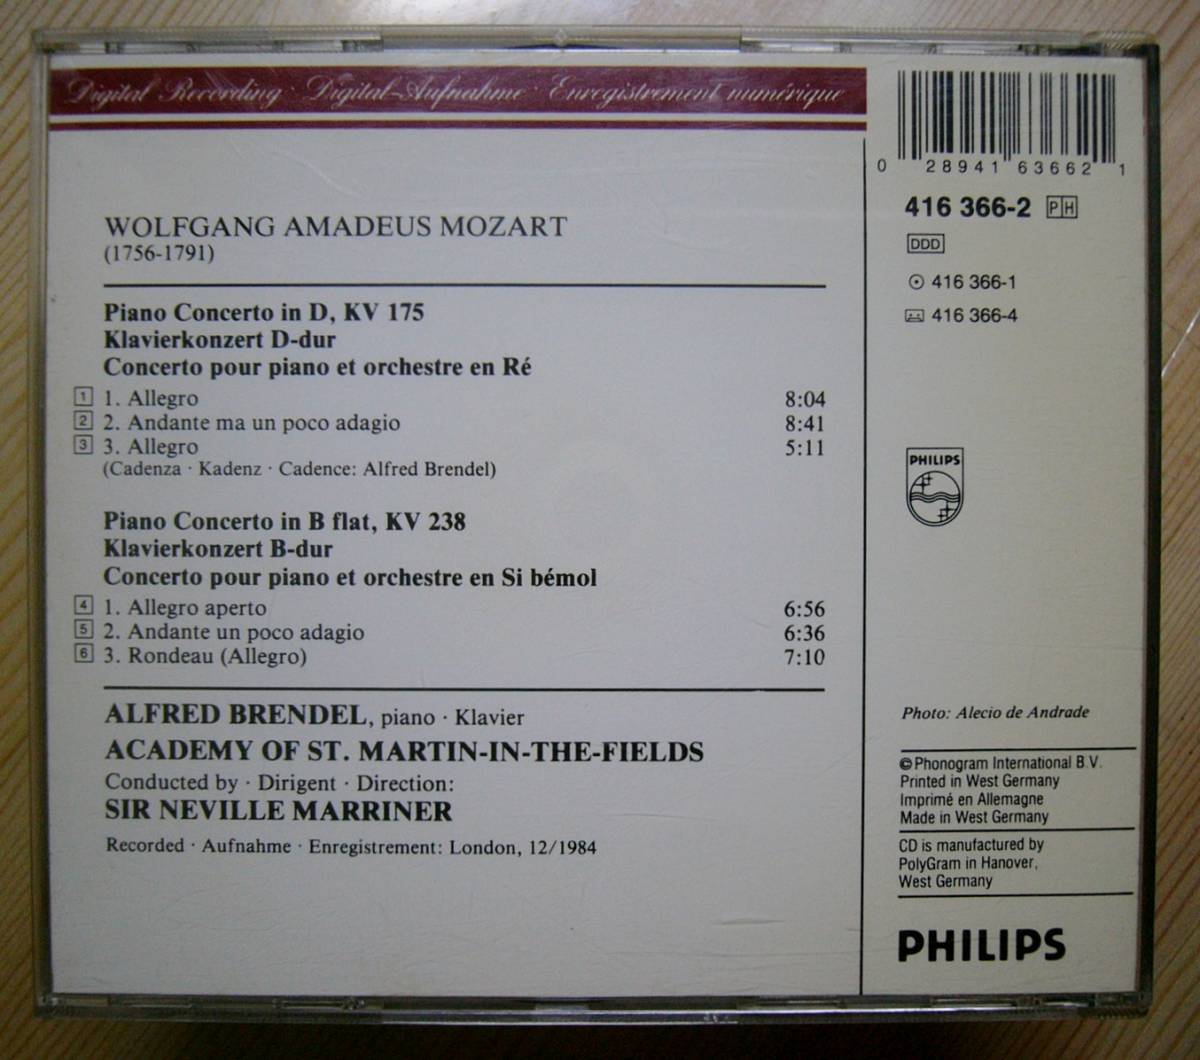 Digital Recording · Digital-Aufnahme · Enregistrement numérique
WOLFGANG AMADEUS MOZART
(1756-1791)
Piano Concerto in D, KV 175
Klavierkonzert D-dur
Concerto pour piano et orchestre en Ré
1 1. Allegro 8:04
2 2. Andante ma un poco adagio 8:41
3 3. Allegro 5:11
(Cadenza · Kadenz · Cadence: Alfred Brendel)
Piano Concerto in B flat, KV 238
Klavierkonzert B-dur
Concerto pour piano et orchestre en Si bémol
4 1. Allegro aperto 6:56
5 2. Andante un poco adagio 6:36
6 3. Rondeau (Allegro) 7:10
ALFRED BRENDEL, piano · Klavier
ACADEMY OF ST. MARTIN-IN-THE-FIELDS
Conducted by · Dirigent · Direction:
SIR NEVILLE MARRINER
Recorded · Aufnahme · Enregistrement: London, 12/1984
0 28941 63662 1
416 366-2 PH
DDD
416 366-1
416 366-4
PHILIPS
Photo: Alecio de Andrade
© Phonogram International B.V.
Printed in West Germany
Imprimé en Allemagne
Made in West Germany
CD is manufactured by
PolyGram in Hanover,
West Germany
PHILIPS